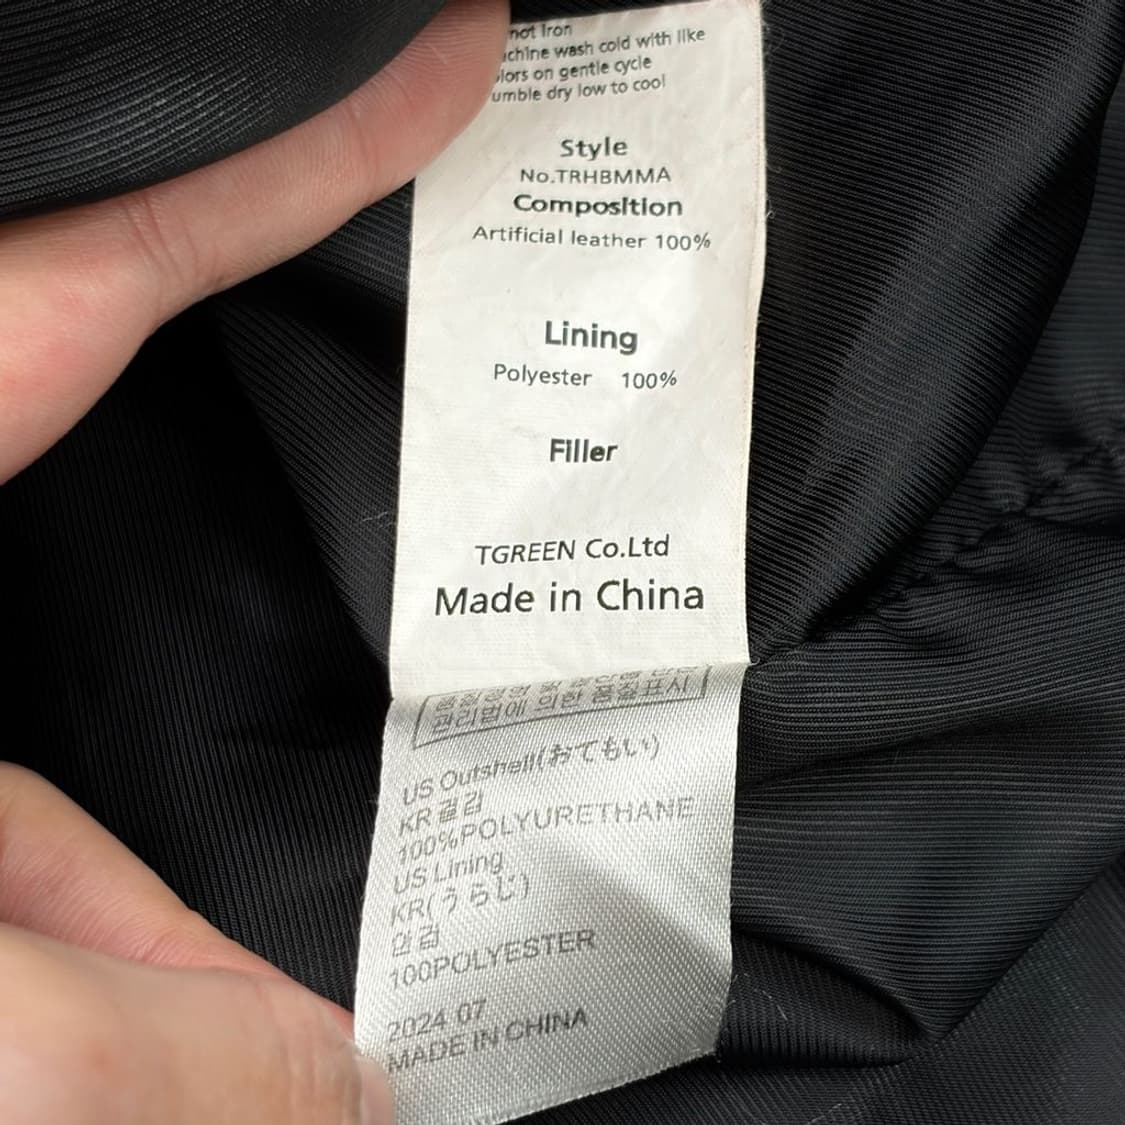 not Iron
chine wash cold with like
lors on gentle cycle
umble dry low to cool
Style
No.TRHBMMA
Composition
Artificial leather 100%
Lining
Polyester 100%
Filler
TGREEN Co.Ltd
Made in China
관리법에 의한 품질표시
US Outshell(おてもい)
KR 겉감
100%POLYURETHANE
US Lining
KR(うらじ)
안감
100POLYESTER
2024 07
MADE IN CHINA